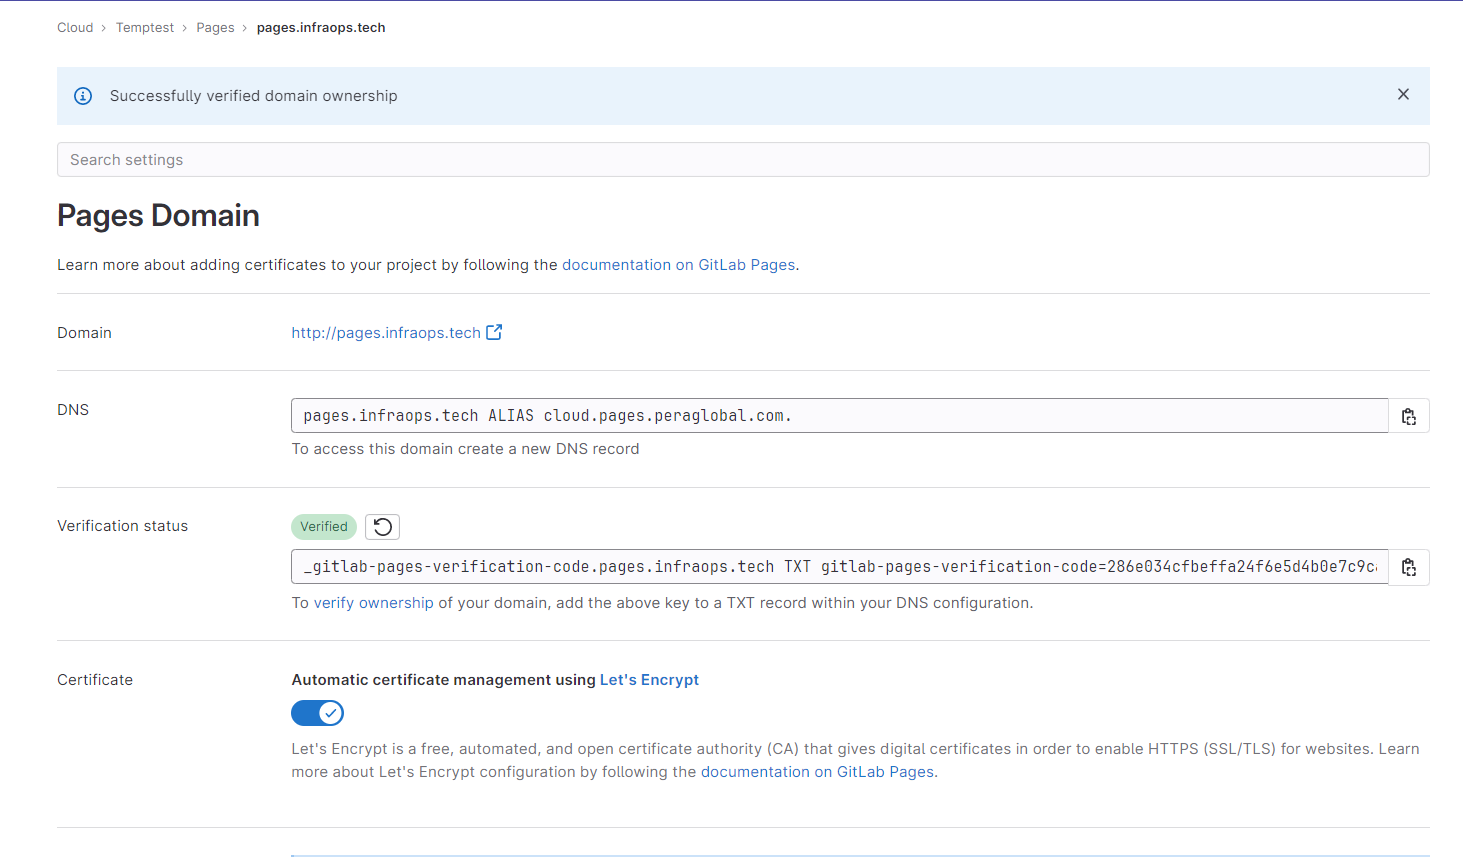 Cloud > Temptest > Pages > pages.infraops.tech
Successfully verified domain ownership
Search settings
Pages Domain
Learn more about adding certificates to your project by following the documentation on GitLab Pages.
Domain
http://pages.infraops.tech
DNS
pages.infraops.tech ALIAS cloud.pages.peraglobal.com.
To access this domain create a new DNS record
Verification status
Verified
_gitlab-pages-verification-code.pages.infraops.tech TXT gitlab-pages-verification-code=286e034cfbeffa24f6e5d4b0e7c9c
To verify ownership of your domain, add the above key to a TXT record within your DNS configuration.
Certificate
Automatic certificate management using Let's Encrypt
Let's Encrypt is a free, automated, and open certificate authority (CA) that gives digital certificates in order to enable HTTPS (SSL/TLS) for websites. Learn
more about Let's Encrypt configuration by following the documentation on GitLab Pages.